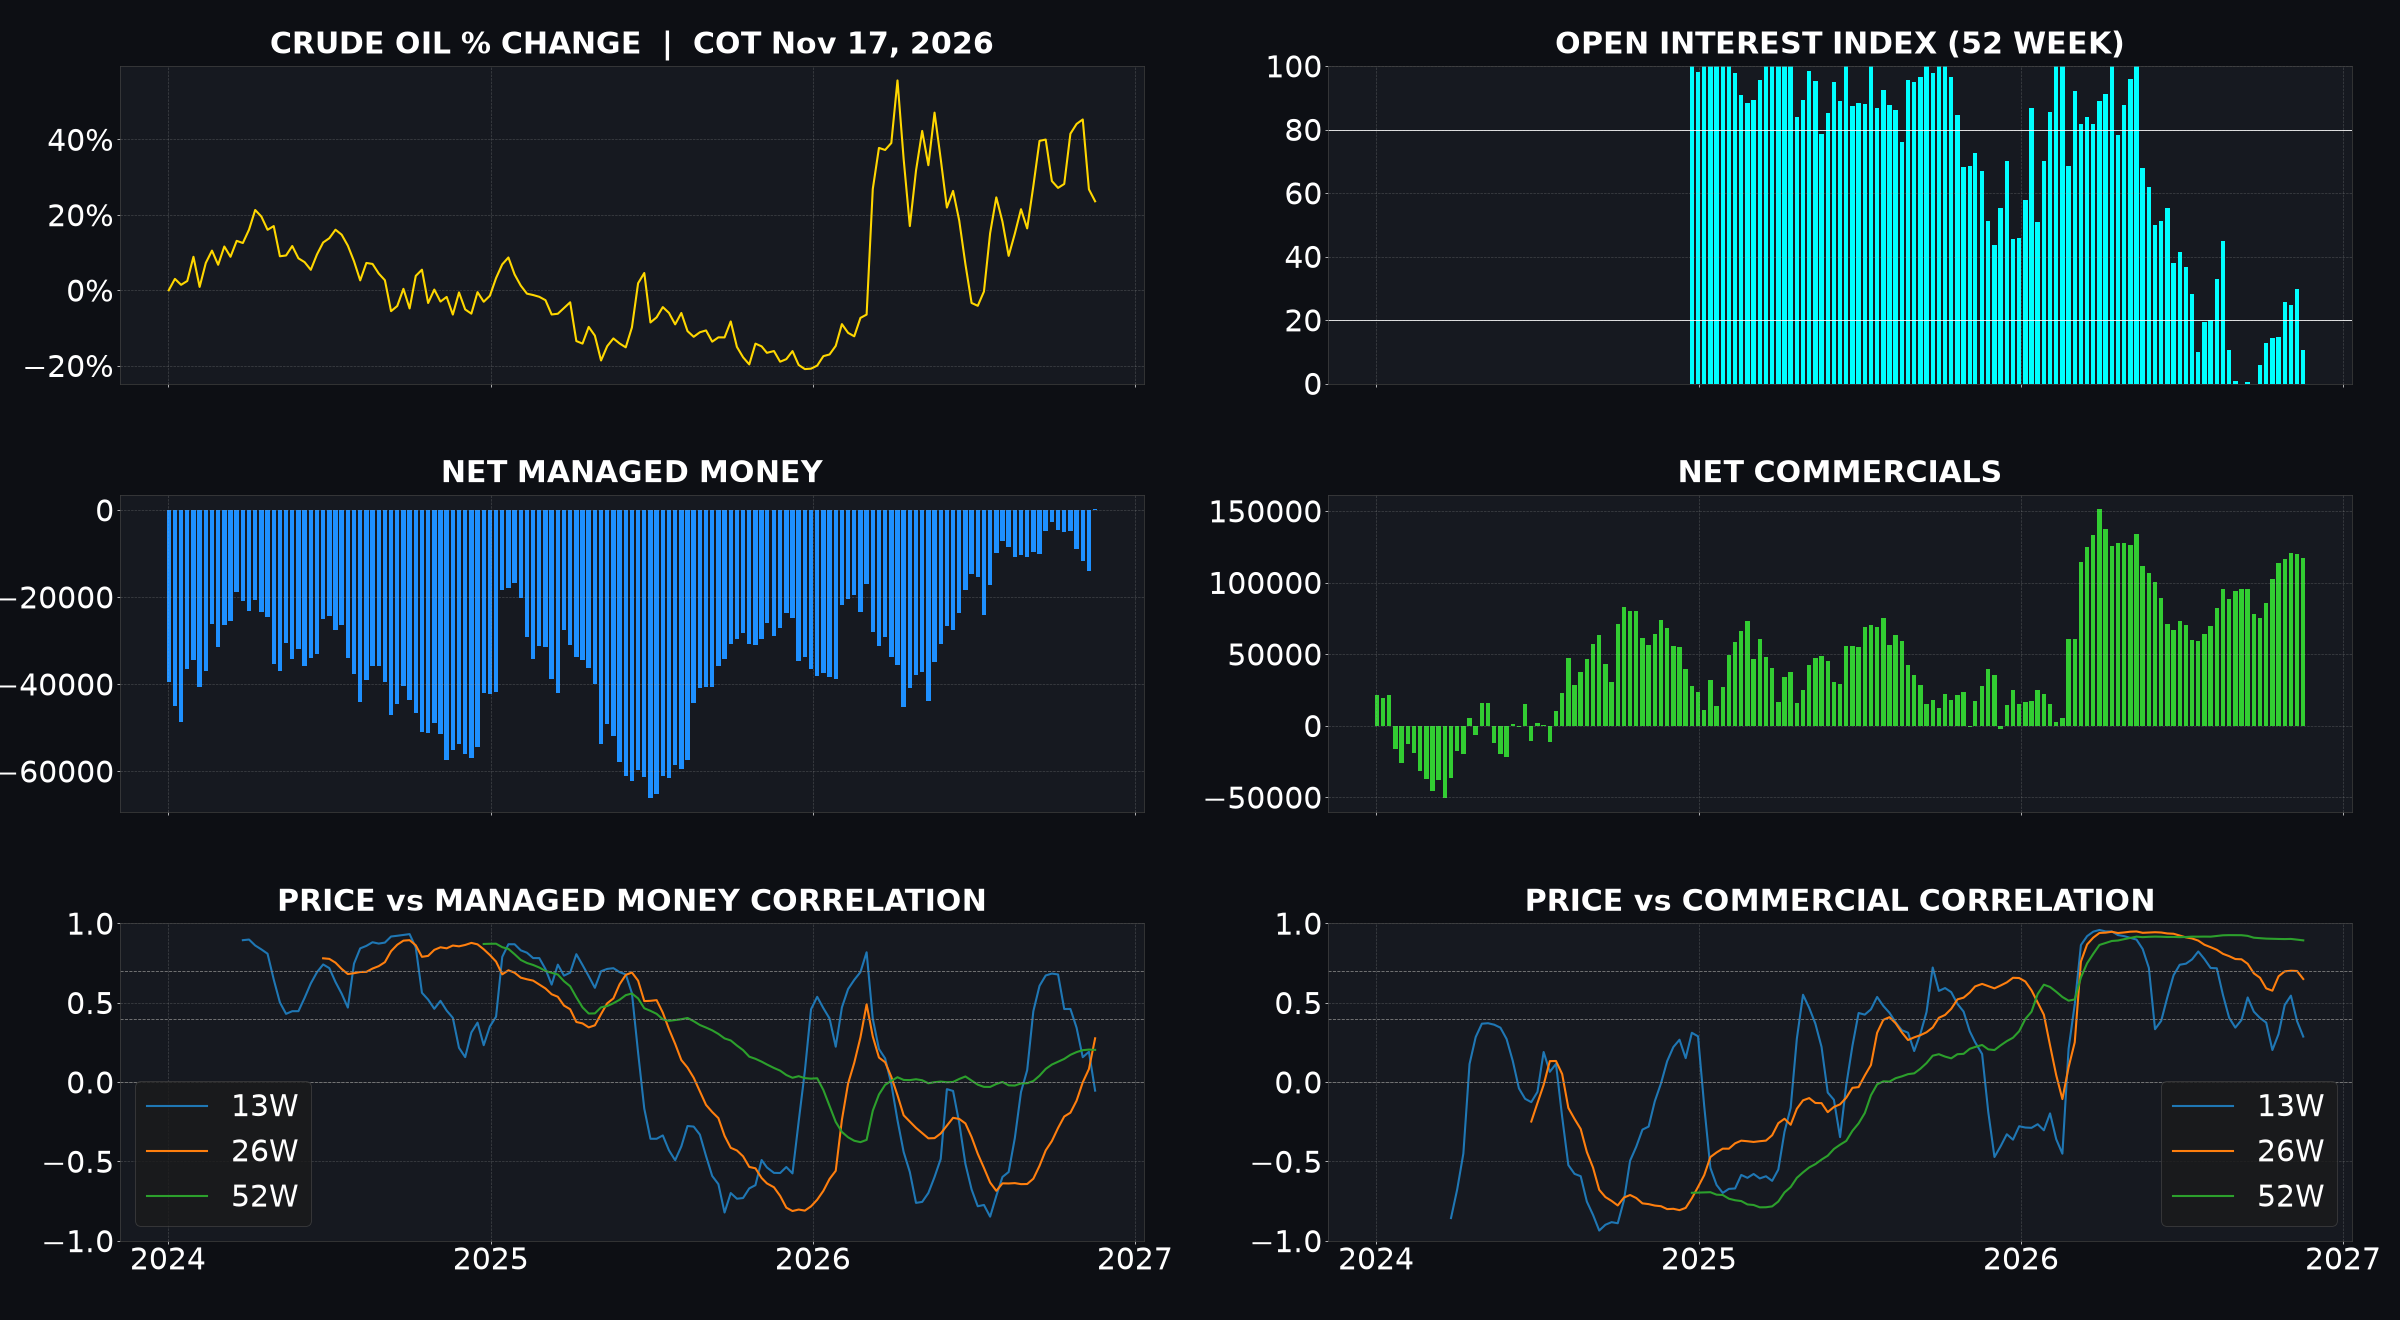 CRUDE OIL % CHANGE | COT Nov 17, 2026
40%
20%
0%
−20%
OPEN INTEREST INDEX (52 WEEK)
100
80
60
40
20
0
NET MANAGED MONEY
0
−20000
−40000
−60000
NET COMMERCIALS
150000
100000
50000
0
−50000
PRICE vs MANAGED MONEY CORRELATION
1.0
0.5
0.0
−0.5
−1.0
13W
26W
52W
2024 2025 2026 2027
PRICE vs COMMERCIAL CORRELATION
1.0
0.5
0.0
−0.5
−1.0
13W
26W
52W
2024 2025 2026 2027